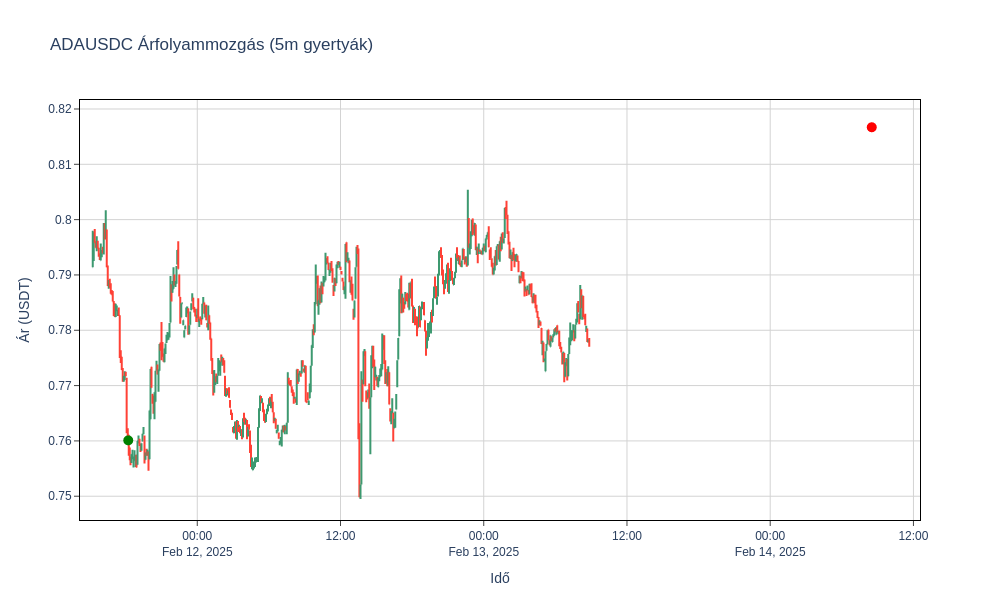 ADAUSDC Árfolyammozgás (5m gyertyák)
0.82
0.81
0.8
0.79
0.78
0.77
0.76
0.75
Ár (USDT)
00:00
Feb 12, 2025
12:00
00:00
Feb 13, 2025
12:00
00:00
Feb 14, 2025
12:00
Idő